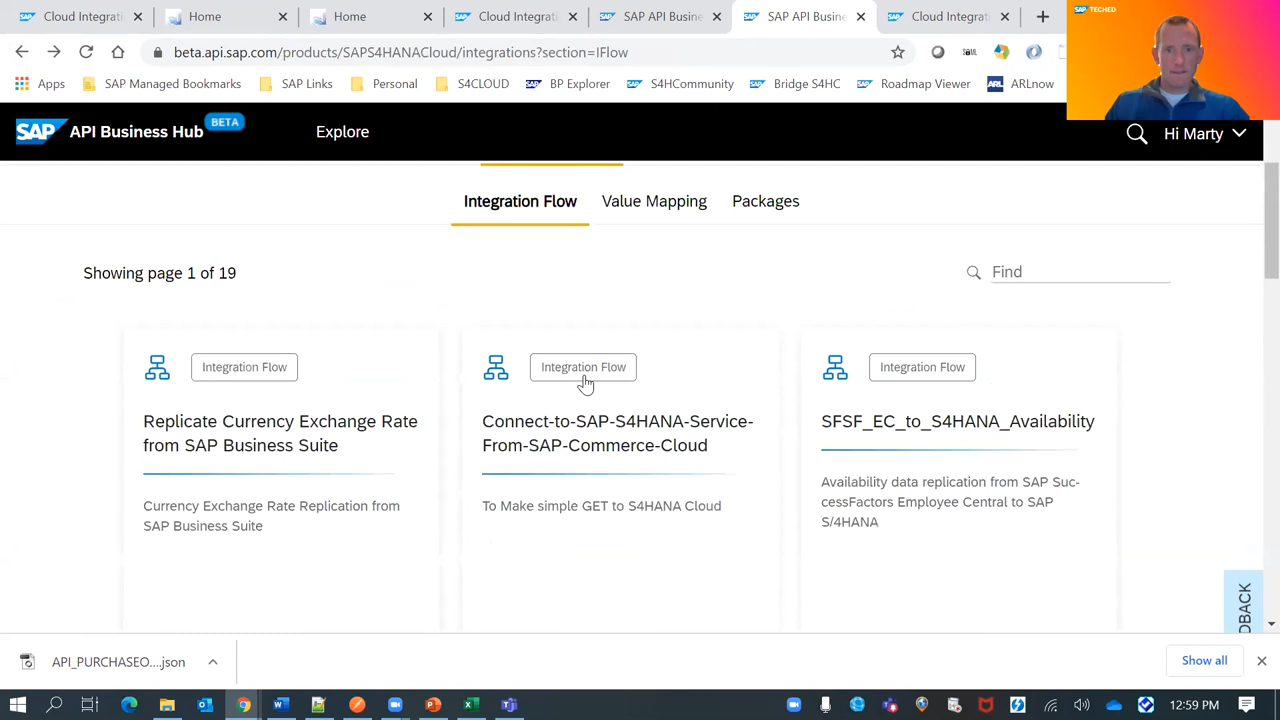 Cloud Integrati
Home
Home
Cloud Integrati
SAP API Busine
SAP API Busine
Cloud Integrati
SAP TECHED
beta.api.sap.com/products/SAPS4HANACloud/integrations?section=IFlow
SAML
Apps
SAP Managed Bookmarks
SAP Links
Personal
S4CLOUD
BP Explorer
S4HCommunity
Bridge S4HC
Roadmap Viewer
ARL
ARLnow
SAP API Business Hub BETA
Explore
Hi Marty
Integration Flow
Value Mapping
Packages
Showing page 1 of 19
Find
Integration Flow
Replicate Currency Exchange Rate
from SAP Business Suite
Currency Exchange Rate Replication from
SAP Business Suite
Integration Flow
Connect-to-SAP-S4HANA-Service-
From-SAP-Commerce-Cloud
To Make simple GET to S4HANA Cloud
Integration Flow
SFSF_EC_to_S4HANA_Availability
Availability data replication from SAP Suc-
cessFactors Employee Central to SAP
S/4HANA
DBACK
API_PURCHASEO....json
Show all
12:59 PM